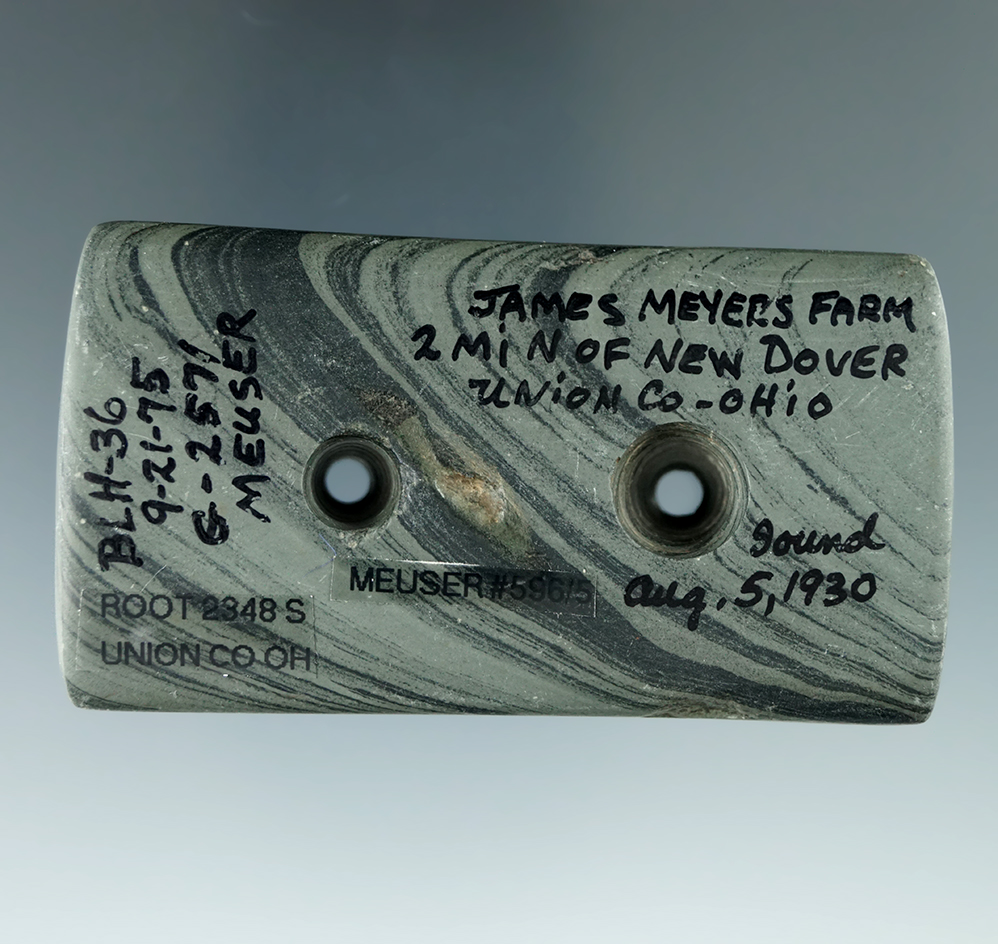 JAMES MEYERS FARM
2 Mi N OF NEW DOVER
UNION Co-OHIO
Found
Aug. 5, 1930
BLH-36
9-21-75
G-2571
MEUSER
MEUSER #596/5
ROOT 2348 S
UNION CO OH